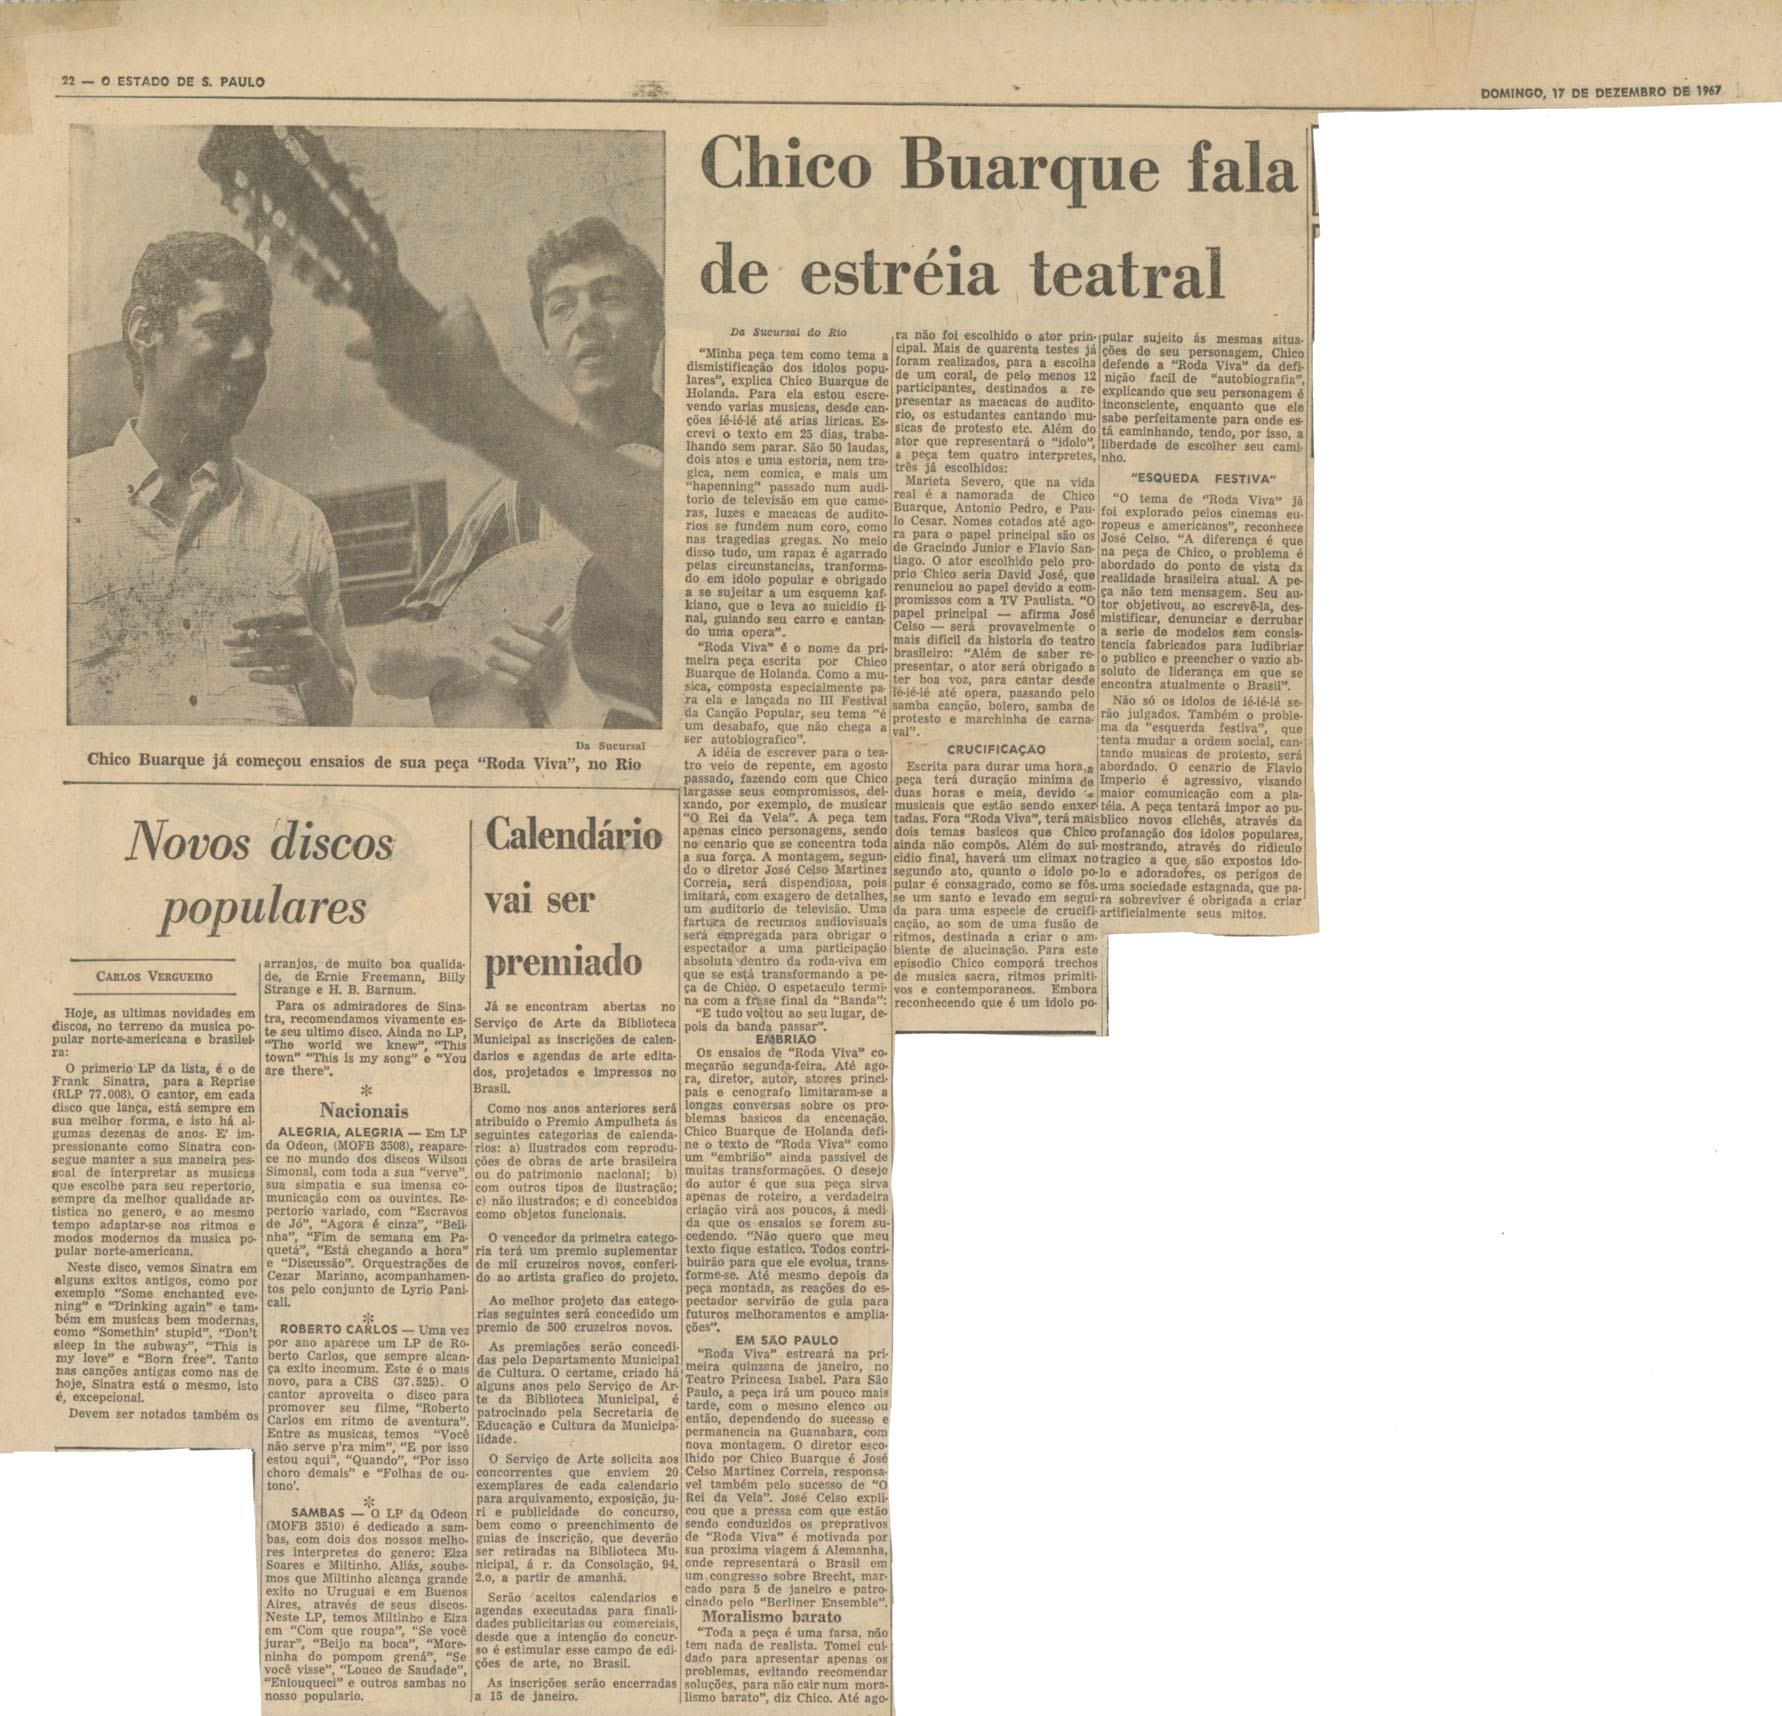 22 — O ESTADO DE S. PAULO
DOMINGO, 17 DE DEZEMBRO DE 1967
Da Sucursal
Chico Buarque já começou ensaios de sua peça "Roda Viva", no Rio
Chico Buarque fala
de estréia teatral
Da Sucursal do Rio
"Minha peça tem como tema a
dismistificação dos idolos popu-
lares", explica Chico Buarque de
Holanda. Para ela estou escre-
vendo varias musicas, desde can-
ções ié-ié-ié até arias liricas. Es-
crevi o texto em 25 dias, traba-
lhando sem parar. São 50 laudas,
dois atos e uma estoria, nem tra-
gica, nem comica, e mais um
"hapenning" passado num audi-
torio de televisão em que came-
ras, luzes e macacas de audito-
rios se fundem num coro, como
nas tragedias gregas. No meio
disso tudo, um rapaz é agarrado
pelas circunstancias, tranforma-
do em idolo popular e obrigado
a se sujeitar a um esquema kaf-
kiano, que o leva ao suicidio fi-
nal, guiando seu carro e cantan-
do uma opera".
"Roda Viva" é o nome da pri-
meira peça escrita por Chico
Buarque de Holanda. Como a mu-
sica, composta especialmente pa-
ra ela e lançada no III Festival
da Canção Popular, seu tema "é
um desabafo, que não chega a
ser autobiografico".
A idéia de escrever para o tea-
tro veio de repente, em agosto
passado, fazendo com que Chico
largasse seus compromissos, dei-
xando, por exemplo, de musicar
"O Rei da Vela". A peça tem
apenas cinco personagens, sendo
no cenario que se concentra toda
a sua força. A montagem, segun-
do o diretor José Celso Martinez
Correia, será dispendiosa, pois
imitará, com exagero de detalhes,
um auditorio de televisão. Uma
fartura de recursos audiovisuais
será empregada para obrigar o
espectador a uma participação
absoluta dentro da roda-viva em
que se está transformando a pe-
ça de Chico. O espetaculo termi-
na com a frase final da "Banda":
"E tudo voltou ao seu lugar, de-
pois da banda passar".
EMBRIÃO
Os ensaios de "Roda Viva" co-
meçarão segunda-feira. Até ago-
ra, diretor, autor, atores princi-
pais e cenografo limitaram-se a
longas conversas sobre os pro-
blemas basicos da encenação.
Chico Buarque de Holanda defi-
ne o texto de "Roda Viva" como
um "embrião" ainda passivel de
muitas transformações. O desejo
do autor é que sua peça sirva
apenas de roteiro, a verdadeira
criação virá aos poucos, á medi-
da que os ensaios se forem su-
cedendo. "Não quero que meu
texto fique estatico. Todos contri-
buirão para que ele evolua, trans-
forme-se. Até mesmo depois da
peça montada, as reações do es-
pectador servirão de guia para
futuros melhoramentos e amplia-
ções".
EM SÃO PAULO
"Roda Viva" estreará na pri-
meira quinzena de janeiro, no
Teatro Princesa Isabel. Para São
Paulo, a peça irá um pouco mais
tarde, com o mesmo elenco ou
então, dependendo do sucesso e
permanencia na Guanabara, com
nova montagem. O diretor esco-
lhido por Chico Buarque é José
Celso Martinez Correia, responsa-
vel também pelo sucesso de "O
Rei da Vela". José Celso expli-
cou que a pressa com que estão
sendo conduzidos os preprativos
de "Roda Viva" é motivada por
sua proxima viagem á Alemanha,
onde representará o Brasil em
um congresso sobre Brecht, mar-
cado para 5 de janeiro e patro-
cinado pelo "Berliner Ensemble".
Moralismo barato
"Toda a peça é uma farsa, não
tem nada de realista. Tomei cui-
dado para apresentar apenas os
problemas, evitando recomendar
soluções, para não cair num mora-
lismo barato", diz Chico. Até ago-
ra não foi escolhido o ator prin-
cipal. Mais de quarenta testes já
foram realizados, para a escolha
de um coral, de pelo menos 12
participantes, destinados a re-
presentar as macacas de audito-
rio, os estudantes cantando mu-
sicas de protesto etc. Além do
ator que representará o "idolo",
a peça tem quatro interpretes,
três já escolhidos:
Marieta Severo, que na vida
real é a namorada de Chico
Buarque, Antonio Pedro, e Pau-
lo Cesar. Nomes cotados até ago-
ra para o papel principal são os
de Gracindo Junior e Flavio San-
tiago. O ator escolhido pelo pro-
prio Chico seria David José, que
renunciou ao papel devido a com-
promissos com a TV Paulista. "O
papel principal — afirma José
Celso — será provavelmente o
mais dificil da historia do teatro
brasileiro: "Além de saber re-
presentar, o ator será obrigado a
ter boa voz, para cantar desde
ié-ié-ié até opera, passando pelo
samba canção, bolero, samba de
protesto e marchinha de carna-
val".
CRUCIFICAÇÃO
Escrita para durar uma hora, a
peça terá duração minima de
duas horas e meia, devido
musicais que estão sendo enxer-
tadas. Fora "Roda Viva", terá mais
dois temas basicos que Chico
ainda não compôs. Além do sui-
cidio final, haverá um climax no
segundo ato, quanto o idolo po-
pular é consagrado, como se fôs-
se um santo e levado em segui-
da para uma especie de crucifi-
cação, ao som de uma fusão de
ritmos, destinada a criar o am-
biente de alucinação. Para este
episodio Chico comporá trechos
de musica sacra, ritmos primiti-
vos e contemporaneos. Embora
reconhecendo que é um idolo po-
pular sujeito ás mesmas situa-
ções de seu personagem, Chico
defende a "Roda Viva" da defi-
nição facil de "autobiografia",
explicando que seu personagem é
inconsciente, enquanto que ele
sabe perfeitamente para onde es-
tá caminhando, tendo, por isso, a
liberdade de escolher seu cami-
nho.
"ESQUEDA FESTIVA"
"O tema de "Roda Viva" já
foi explorado pelos cinemas eu-
ropeus e americanos", reconhece
José Celso. "A diferença é que
na peça de Chico, o problema é
abordado do ponto de vista da
realidade brasileira atual. A pe-
ça não tem mensagem. Seu au-
tor objetivou, ao escrevê-la, des-
mistificar, denunciar e derrubar
a serie de modelos sem consis-
tencia fabricados para ludibriar
o publico e preencher o vazio ab-
soluto de liderança em que se
encontra atualmente o Brasil".
Não só os idolos de ié-ié-ié se-
rão julgados. Também o proble-
ma da "esquerda festiva", que
tenta mudar a ordem social, can-
tando musicas de protesto, será
abordado. O cenario de Flavio
Imperio é agressivo, visando
maior comunicação com a pla-
téia. A peça tentará impor ao pu-
blico novos clichês, através da
profanação dos idolos populares,
mostrando, através do ridiculo
tragico a que são expostos ido-
lo e adoradores, os perigos de
uma sociedade estagnada, que pa-
ra sobreviver é obrigada a criar
artificialmente seus mitos.
Novos discos
populares
CARLOS VERGUEIRO
Hoje, as ultimas novidades em
discos, no terreno da musica po-
pular norte-americana e brasilei-
ra:
O primerio LP da lista, é o de
Frank Sinatra, para a Reprise
(RLP 77.008). O cantor, em cada
disco que lança, está sempre em
sua melhor forma, e isto há al-
gumas dezenas de anos. E' im-
pressionante como Sinatra con-
segue manter a sua maneira pes-
soal de interpretar as musicas
que escolhe para seu repertorio,
sempre da melhor qualidade ar-
tistica no genero, e ao mesmo
tempo adaptar-se aos ritmos e
modos modernos da musica po-
pular norte-americana.
Neste disco, vemos Sinatra em
alguns exitos antigos, como por
exemplo "Some enchanted eve-
ning" e "Drinking again" e tam-
bém em musicas bem modernas,
como "Somethin' stupid", "Don't
sleep in the subway", "This is
my love" e "Born free". Tanto
nas canções antigas como nas de
hoje, Sinatra está o mesmo, isto
é, excepcional.
Devem ser notados também os
arranjos, de muito boa qualida-
de, de Ernie Freemann, Billy
Strange e H. B. Barnum.
Para os admiradores de Sina-
tra, recomendamos vivamente es-
te seu ultimo disco. Ainda no LP,
"The world we knew", "This
town" "This is my song" e "You
are there".
*
Nacionais
ALEGRIA, ALEGRIA — Em LP
da Odeon, (MOFB 3508), reapare-
ce no mundo dos discos Wilson
Simonal, com toda a sua "verve",
sua simpatia e sua imensa co-
municação com os ouvintes. Re-
pertorio variado, com "Escravos
de Jó", "Agora é cinza", "Beli-
nha", "Fim de semana em Pa-
quetá", "Está chegando a hora"
e "Discussão". Orquestrações de
Cezar Mariano, acompanhamen-
tos pelo conjunto de Lyrio Pani-
cali.
*
ROBERTO CARLOS — Uma vez
por ano aparece um LP de Ro-
berto Carlos, que sempre alcan-
ça exito incomum. Este é o mais
novo, para a CBS (37.525). O
cantor aproveita o disco para
promover seu filme, "Roberto
Carlos em ritmo de aventura".
Entre as musicas, temos "Você
não serve p'ra mim", "E por isso
estou aqui", "Quando", "Por isso
choro demais" e "Folhas de ou-
tono'.
*
SAMBAS — O LP da Odeon
(MOFB 3510) é dedicado a sam-
bas, com dois dos nossos melho-
res interpretes do genero: Elza
Soares e Miltinho. Aliás, soube-
mos que Miltinho alcança grande
exito no Uruguai e em Buenos
Aires, através de seus discos.
Neste LP, temos Miltinho e Elza
em "Com que roupa", "Se você
jurar", "Beijo na boca", "More-
ninha do pompom grená", "Se
você visse", "Louco de Saudade",
"Enlouqueci" e outros sambas no
nosso populario.
Calendário
vai ser
premiado
Já se encontram abertas no
Serviço de Arte da Biblioteca
Municipal as inscrições de calen-
darios e agendas de arte edita-
dos, projetados e impressos no
Brasil.
Como nos anos anteriores será
atribuido o Premio Ampulheta ás
seguintes categorias de calenda-
rios: a) ilustrados com reprodu-
ções de obras de arte brasileira
ou do patrimonio nacional; b)
com outros tipos de ilustração;
c) não ilustrados; e d) concebidos
como objetos funcionais.
O vencedor da primeira catego-
ria terá um premio suplementar
de mil cruzeiros novos, conferi-
do ao artista grafico do projeto.
Ao melhor projeto das catego-
rias seguintes será concedido um
premio de 500 cruzeiros novos.
As premiações serão concedi-
das pelo Departamento Municipal
de Cultura. O certame, criado há
alguns anos pelo Serviço de Ar-
te da Biblioteca Municipal, é
patrocinado pela Secretaria de
Educação e Cultura da Municipa-
lidade.
O Serviço de Arte solicita aos
concorrentes que enviem 20
exemplares de cada calendario
para arquivamento, exposição, ju-
ri e publicidade do concurso,
bem como o preenchimento de
guias de inscrição, que deverão
ser retiradas na Biblioteca Mu-
nicipal, á r. da Consolação, 94,
2.o, a partir de amanhã.
Serão aceitos calendarios e
agendas executadas para finali-
dades publicitarias ou comerciais,
desde que a intenção do concur-
so é estimular esse campo de edi-
ções de arte, no Brasil.
As inscrições serão encerradas
a 15 de janeiro.